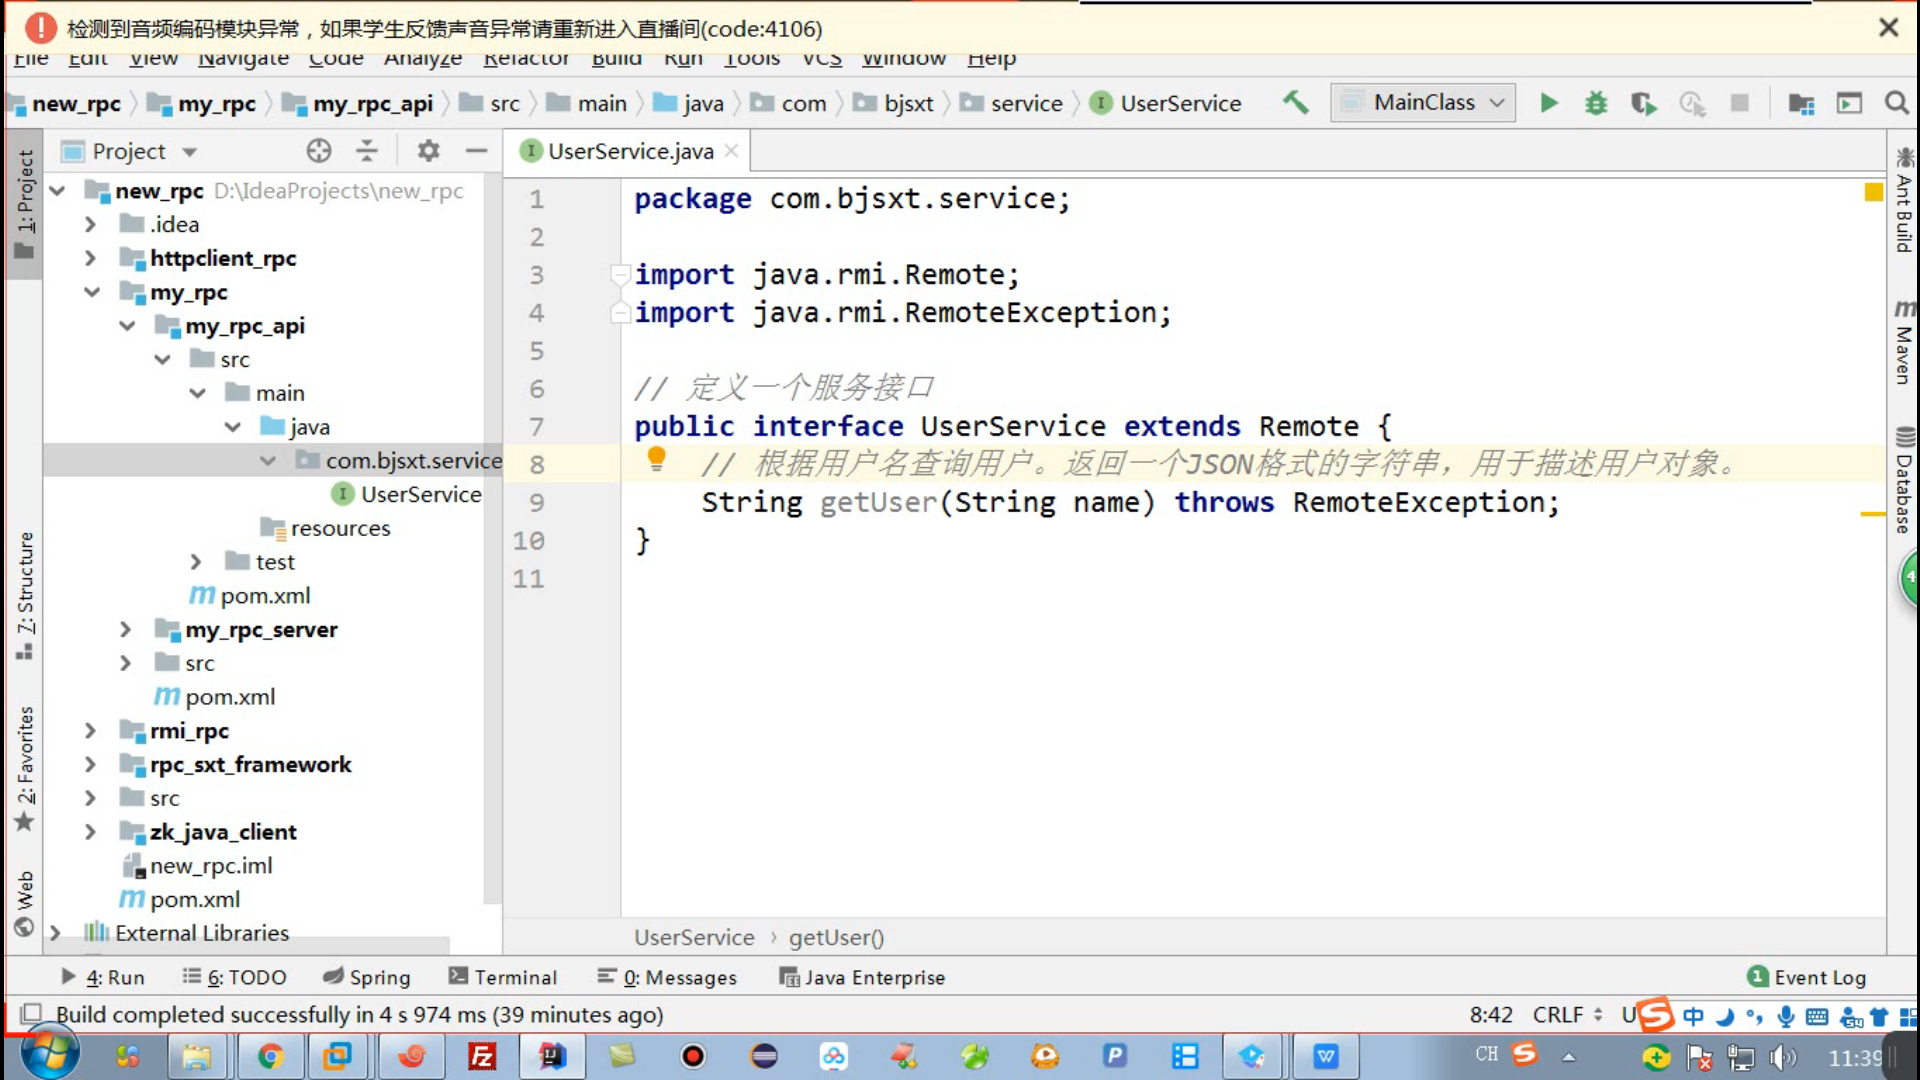 检测到音频编码模块异常，如果学生反馈声音异常请重新进入直播间(code:4106)
File Edit View Navigate Code Analyze Refactor Build Run Tools VCS Window Help
new_rpc my_rpc my_rpc_api src main java com bjsxt service UserService MainClass
1: Project
Project
UserService.java
new_rpc D:\IdeaProjects\new_rpc
.idea
httpclient_rpc
my_rpc
my_rpc_api
src
main
java
com.bjsxt.service
UserService
resources
test
pom.xml
my_rpc_server
src
pom.xml
rmi_rpc
rpc_sxt_framework
src
zk_java_client
new_rpc.iml
pom.xml
External Libraries
7: Structure
2: Favorites
Web
1 package com.bjsxt.service;
2
3 import java.rmi.Remote;
4 import java.rmi.RemoteException;
5
6 // 定义一个服务接口
7 public interface UserService extends Remote {
8 // 根据用户名查询用户。返回一个JSON格式的字符串，用于描述用户对象。
9 String getUser(String name) throws RemoteException;
10 }
11
Ant Build
Maven
Database
4
UserService › getUser()
4: Run 6: TODO Spring Terminal 0: Messages Java Enterprise 1 Event Log
Build completed successfully in 4 s 974 ms (39 minutes ago) 8:42 CRLF U 中
CH 11:39